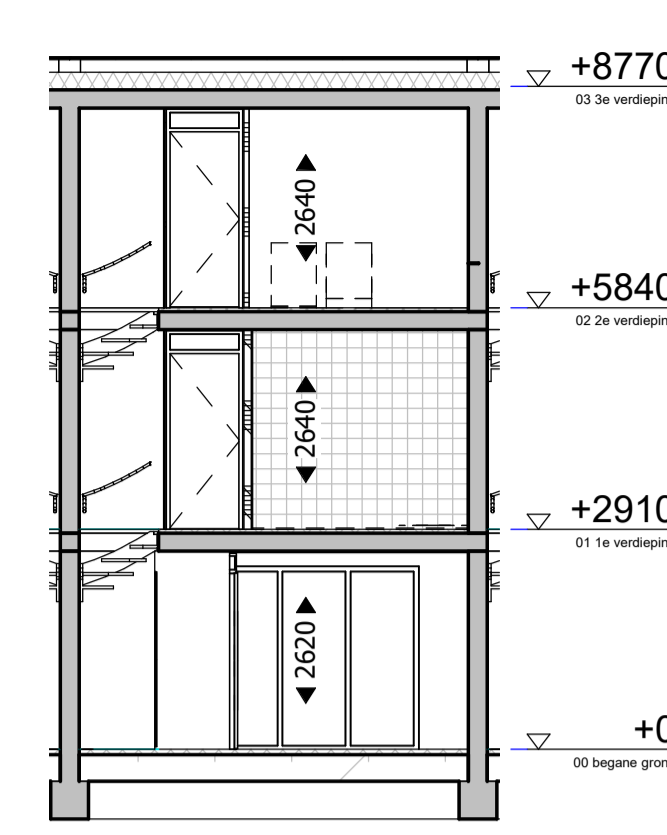 +8770
03 3e verdiepin
2640
+5840
02 2e verdiepin
2640
+2910
01 1e verdiepin
2620
+0
00 begane gron